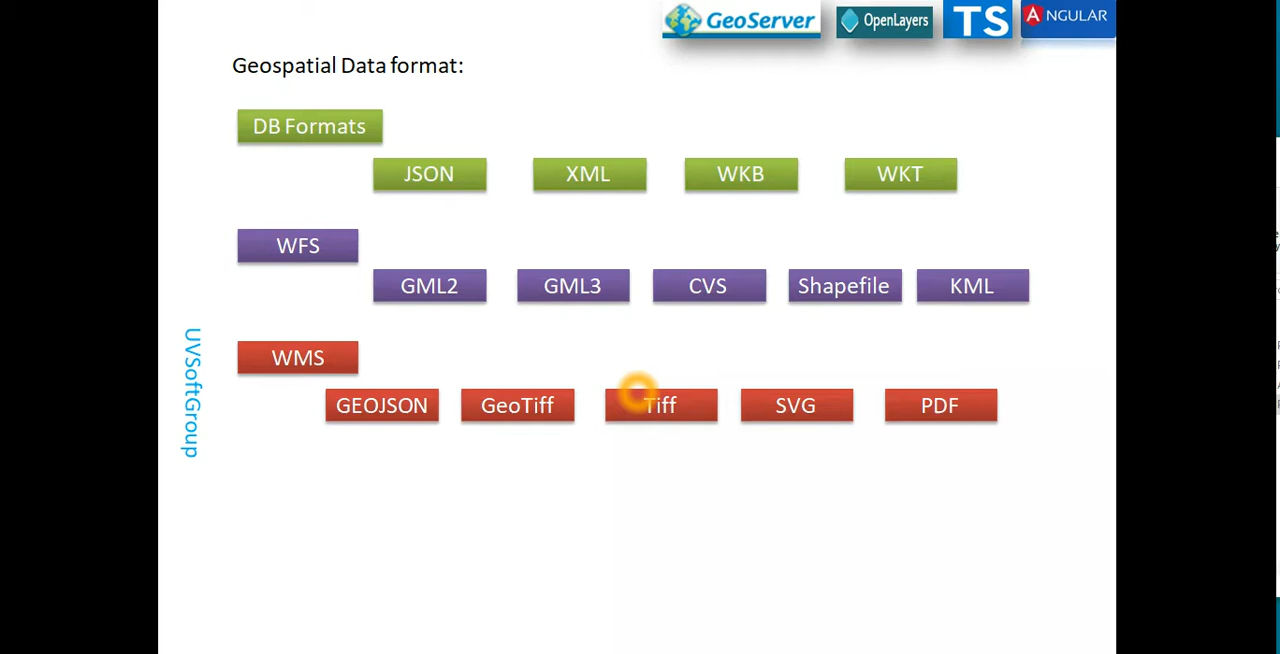 GeoServer
OpenLayers
TS
ANGULAR
Geospatial Data format:
DB Formats
JSON XML WKB WKT
WFS
GML2 GML3 CVS Shapefile KML
WMS
GEOJSON GeoTiff Tiff SVG PDF
UVSoftGroup